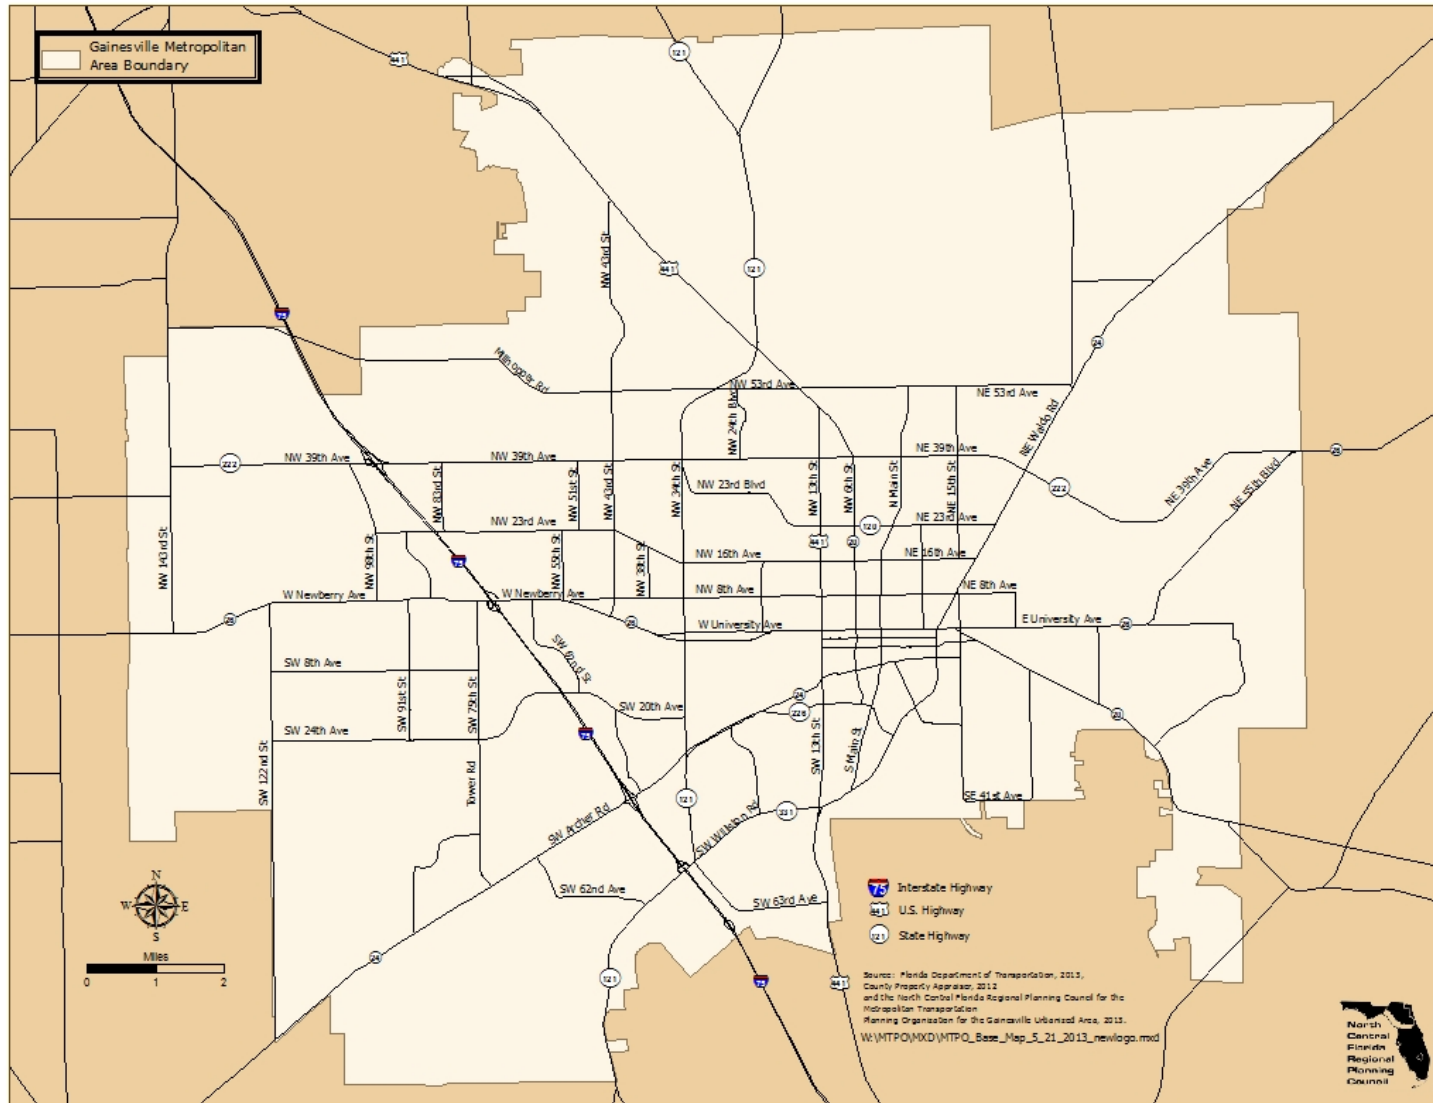 Gainesville Metropolitan
Area Boundary
441
121
75
NW 43rd St
441
121
24
Millhopper Rd
NW 53rd Ave
NE 53rd Ave
NW 24th Blvd
NE Waldo Rd
222
NW 39th Ave
NW 39th Ave
NE 39th Ave
26
NW 83rd St
NW 51st St
NW 43rd St
NW 34th St
NW 23rd Blvd
NW 13th St
NW 6th St
N Main St
NE 15th St
222
NE 39th Ave
NE 55th Blvd
NW 143rd St
NW 98th St
NW 23rd Ave
120
NE 23rd Ave
441
20
75
NW 55th St
NW 38th St
NW 16th Ave
NE 16th Ave
W Newberry Ave
W Newberry Ave
NW 8th Ave
NE 8th Ave
26
26
W University Ave
E University Ave
26
SW 8th Ave
SW 62nd St
SW 91st St
SW 75th St
SW 20th Ave
24
226
20
SW 24th Ave
75
SW 13th St
S Main St
SW 122nd St
Tower Rd
121
SE 41st Ave
SW Archer Rd
SW Williston Rd
331
SW 62nd Ave
SW 63rd Ave
24
121
75
441
N
W E
S
Miles
0 1 2
75 Interstate Highway
441 U.S. Highway
121 State Highway
Source: Florida Department of Transportation, 2013,
County Property Appraiser, 2012
and the North Central Florida Regional Planning Council for the
Metropolitan Transportation
Planning Organization for the Gainesville Urbanized Area, 2013.
W:\MTPO\MXD\MTPO_Base_Map_5_21_2013_newlogo.mxd
North
Central
Florida
Regional
Planning
Council